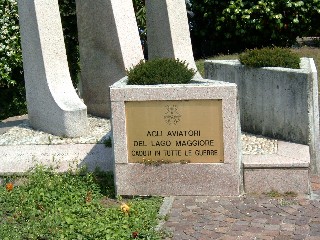 AGLI AVIATORI
DEL LAGO MAGGIORE
CADUTI IN TUTTE LE GUERRE